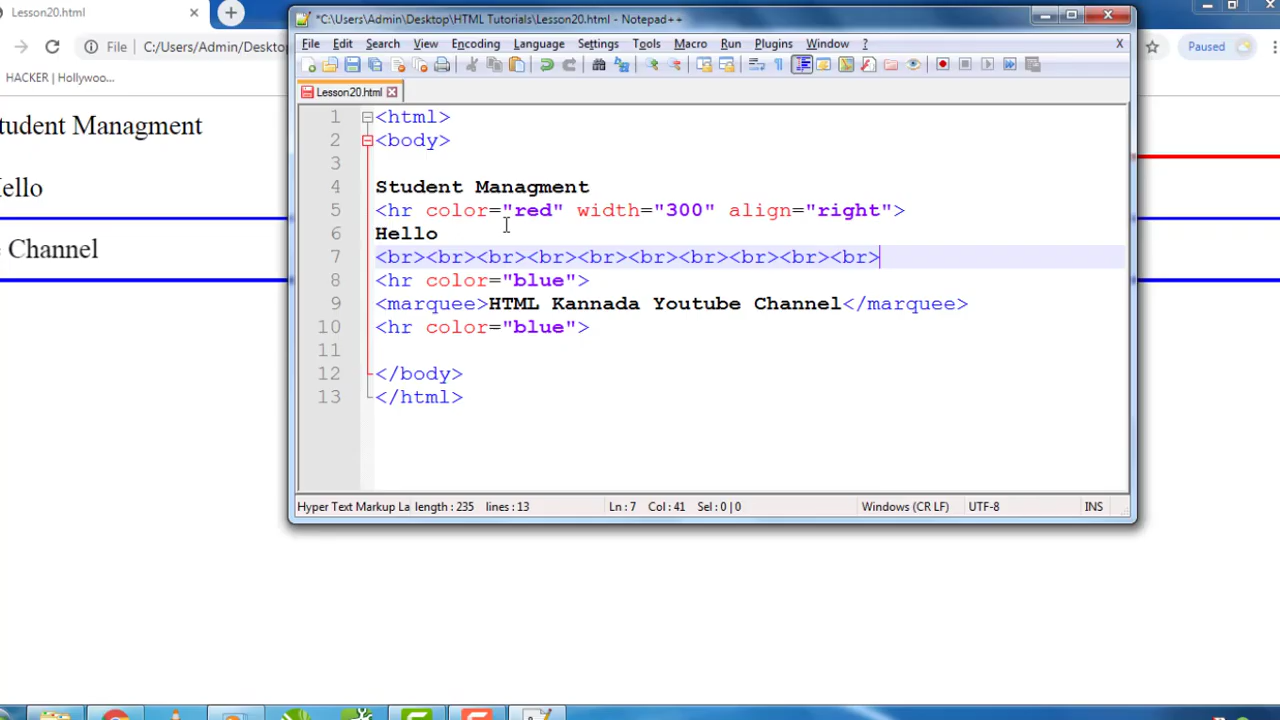 Lesson20.html
File C:/Users/Admin/Deskto
Paused
HACKER | Hollywoo...
tudent Managment
ello
Channel
*C:\Users\Admin\Desktop\HTML Tutorials\Lesson20.html - Notepad++
File Edit Search View Encoding Language Settings Tools Macro Run Plugins Window ? X
Lesson20.html
1 <html>
2 <body>
3
4 Student Managment
5 <hr color="red" width="300" align="right">
6 Hello
7 <br><br><br><br><br><br><br><br><br><br>
8 <hr color="blue">
9 <marquee>HTML Kannada Youtube Channel</marquee>
10 <hr color="blue">
11
12 </body>
13 </html>
Hyper Text Markup La length : 235 lines : 13 Ln : 7 Col : 41 Sel : 0 | 0 Windows (CR LF) UTF-8 INS